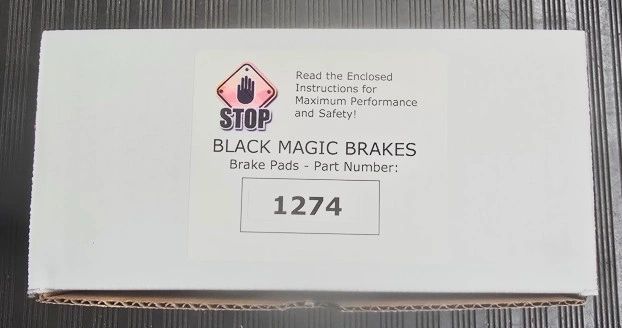 Read the Enclosed
Instructions for
Maximum Performance
and Safety!
STOP
BLACK MAGIC BRAKES
Brake Pads - Part Number:
1274